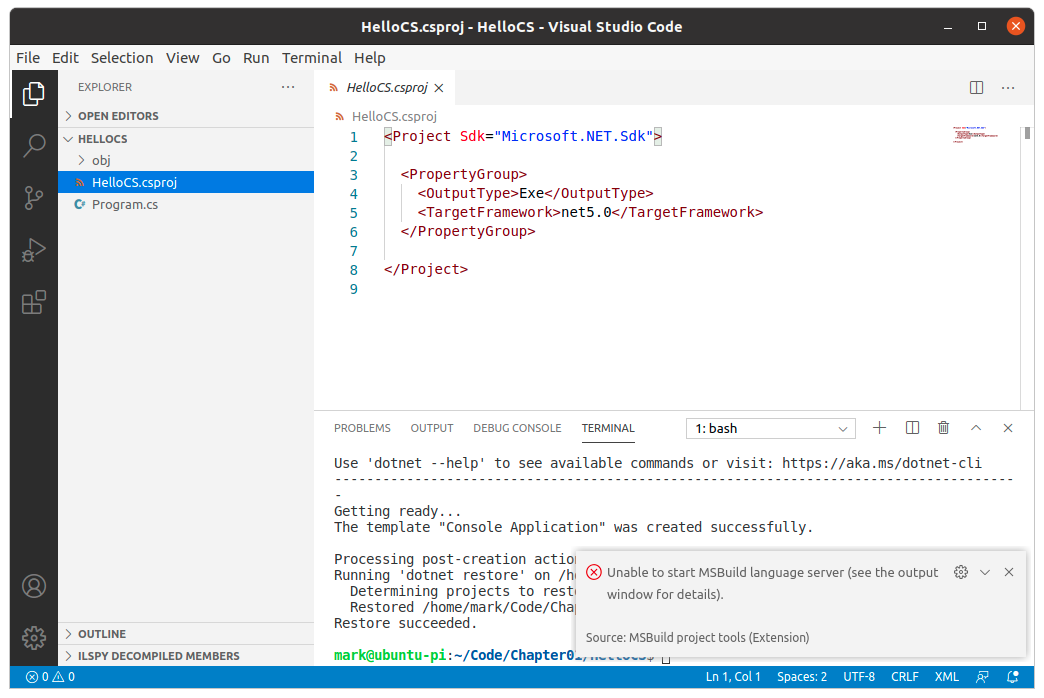 HelloCS.csproj - HelloCS - Visual Studio Code
File Edit Selection View Go Run Terminal Help
EXPLORER
OPEN EDITORS
HELLOCS
obj
HelloCS.csproj
Program.cs
OUTLINE
ILSPY DECOMPILED MEMBERS
HelloCS.csproj
HelloCS.csproj
1 <Project Sdk="Microsoft.NET.Sdk">
2
3 <PropertyGroup>
4 <OutputType>Exe</OutputType>
5 <TargetFramework>net5.0</TargetFramework>
6 </PropertyGroup>
7
8 </Project>
9
PROBLEMS OUTPUT DEBUG CONSOLE TERMINAL 1: bash
Use 'dotnet --help' to see available commands or visit: https://aka.ms/dotnet-cli
-------------------------------------------------------------------------------------
-
Getting ready...
The template "Console Application" was created successfully.
Processing post-creation action
Running 'dotnet restore' on /h
Determining projects to rest
Restored /home/mark/Code/Cha
Restore succeeded.
mark@ubuntu-pi:~/Code/Chapter01/HelloCS$
Unable to start MSBuild language server (see the output
window for details).
Source: MSBuild project tools (Extension)
0 0 Ln 1, Col 1 Spaces: 2 UTF-8 CRLF XML